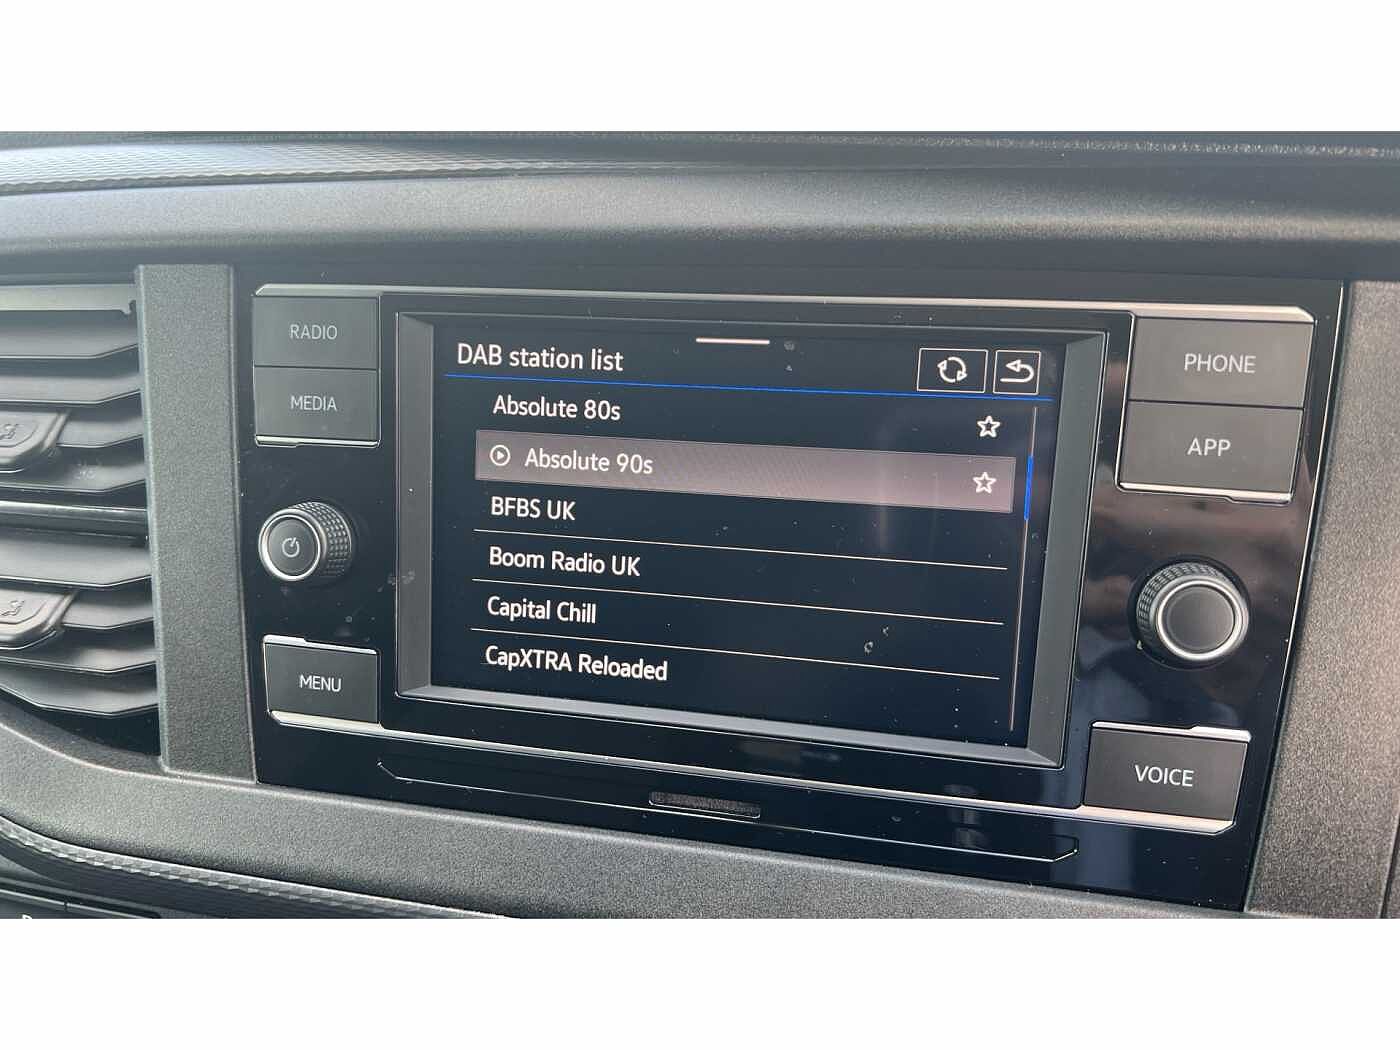 RADIO
MEDIA
MENU
DAB station list
Absolute 80s
Absolute 90s
BFBS UK
Boom Radio UK
Capital Chill
CapXTRA Reloaded
PHONE
APP
VOICE